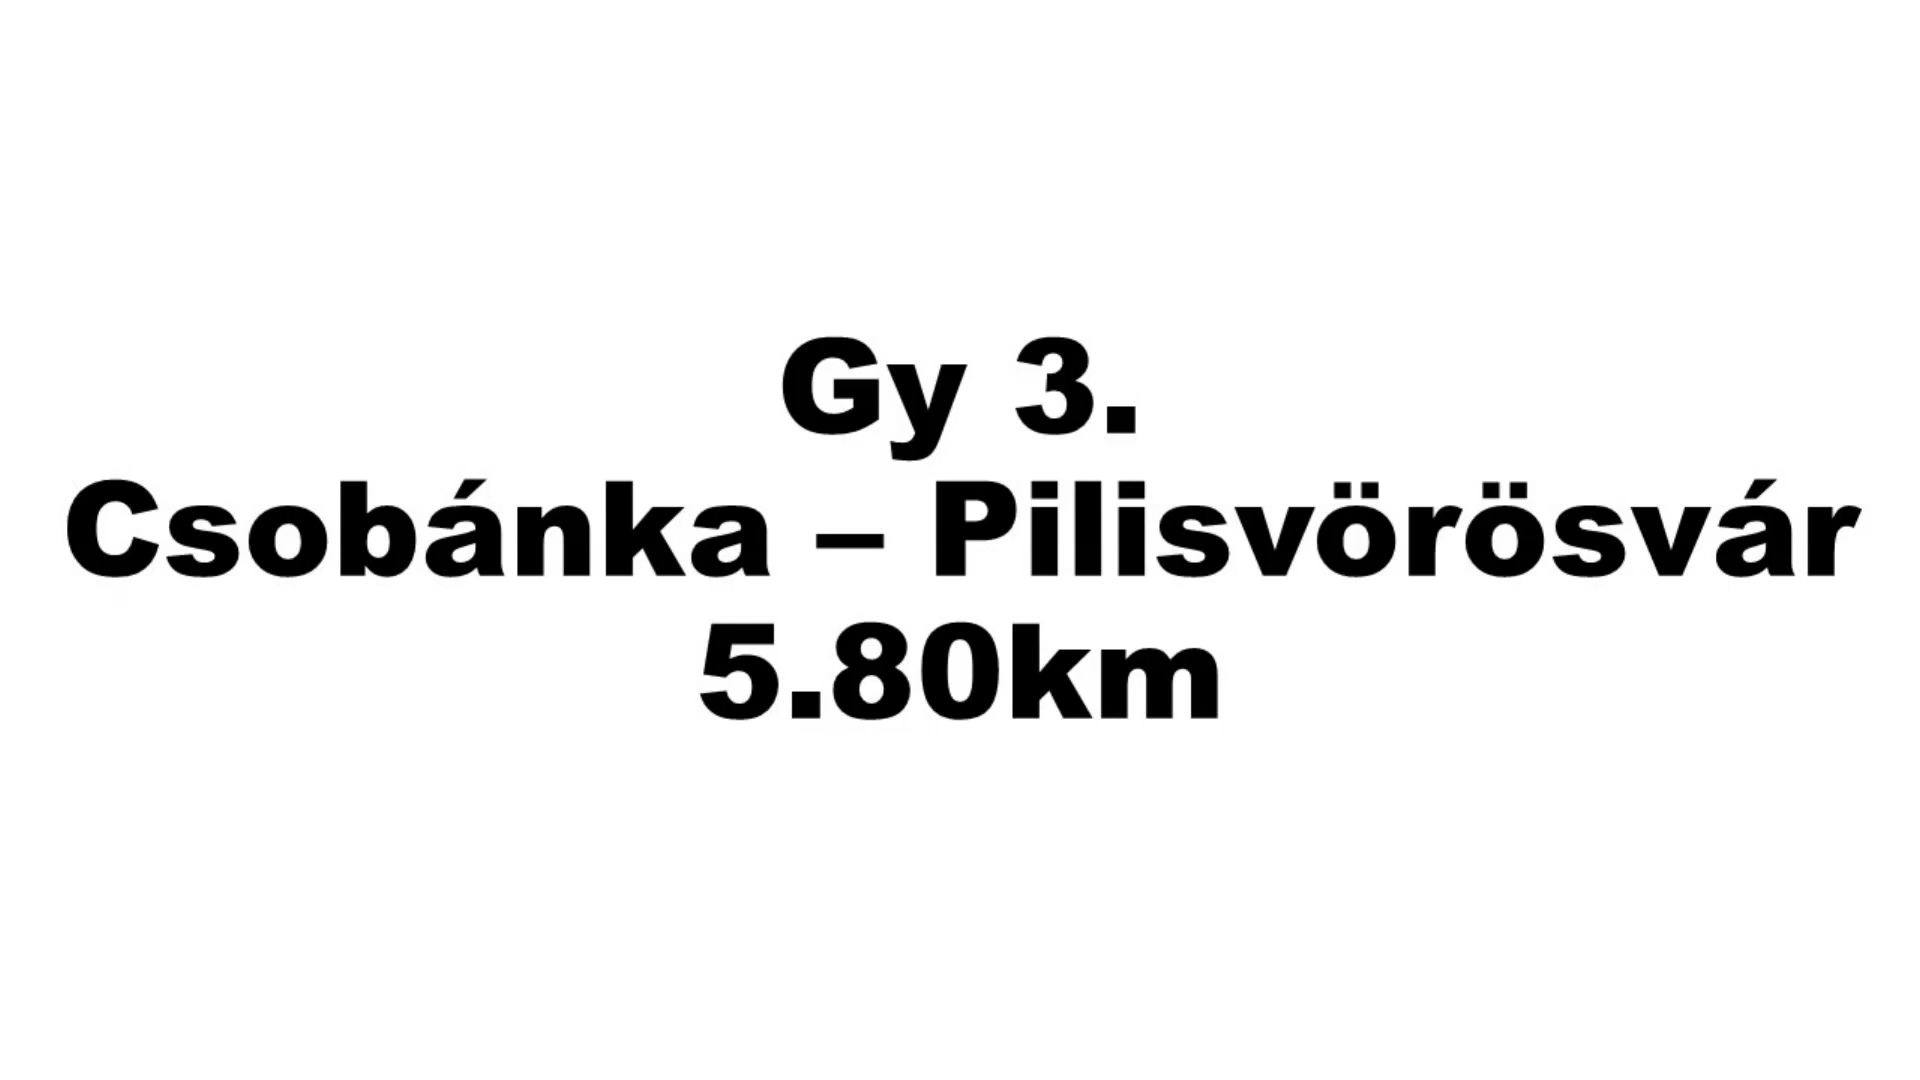 Gy 3.
Csobánka – Pilisvörösvár
5.80km